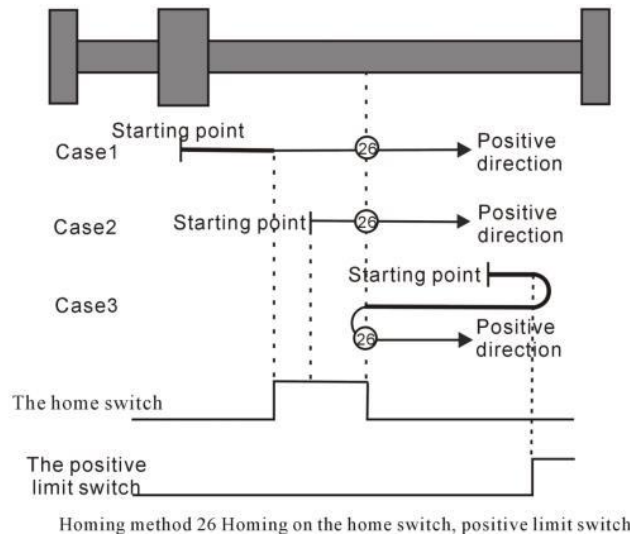 Starting point
Case1
26
Positive
direction
Case2
Starting point
26
Positive
direction
Starting point
Case3
26
Positive
direction
The home switch
The positive
limit switch
Homing method 26 Homing on the home switch, positive limit switch